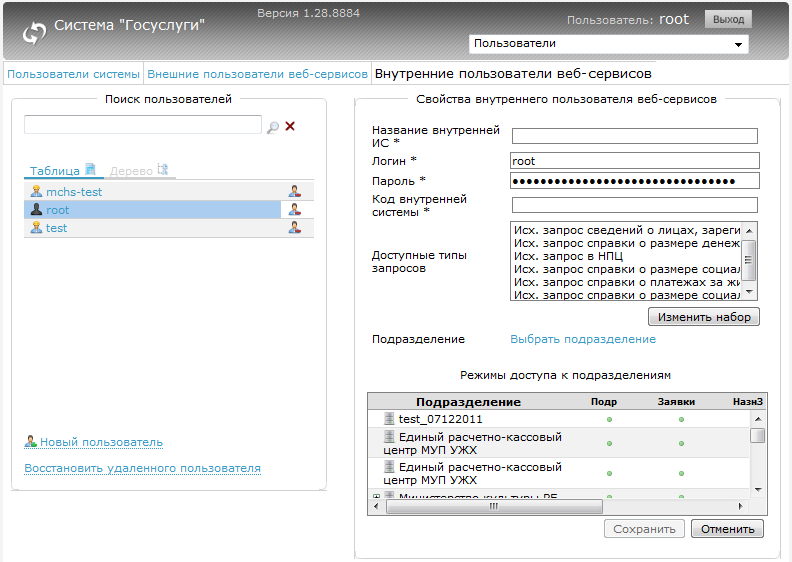 Система "Госуслуги"
Версия 1.28.8884
Пользователь: root
Выход
Пользователи
Пользователи системы
Внешние пользователи веб-сервисов
Внутренние пользователи веб-сервисов
Поиск пользователей
Таблица
Дерево
mchs-test
root
test
Новый пользователь
Восстановить удаленного пользователя
Свойства внутреннего пользователя веб-сервисов
Название внутренней
ИС *
Логин *
root
Пароль *
Код внутренней
системы *
Доступные типы
запросов
Исх. запрос сведений о лицах, зареги
Исх. запрос справки о размере денеж
Исх. запрос в НПЦ
Исх. запрос справки о размере социал
Исх. запрос справки о платежах за жи
Исх. запрос справки о размере социал
Изменить набор
Подразделение
Выбрать подразделение
Режимы доступа к подразделениям
Подразделение
Подр
Заявки
НазнЗ
test_07122011
Единый расчетно-кассовый
центр МУП УЖХ
Единый расчетно-кассовый
центр МУП УЖХ
Министерство культуры РБ
Сохранить
Отменить